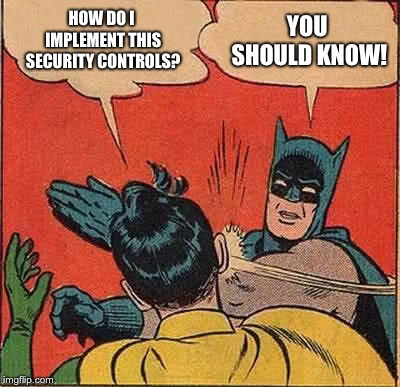 HOW DO I
IMPLEMENT THIS
SECURITY CONTROLS?
YOU
SHOULD KNOW!
imgflip.com